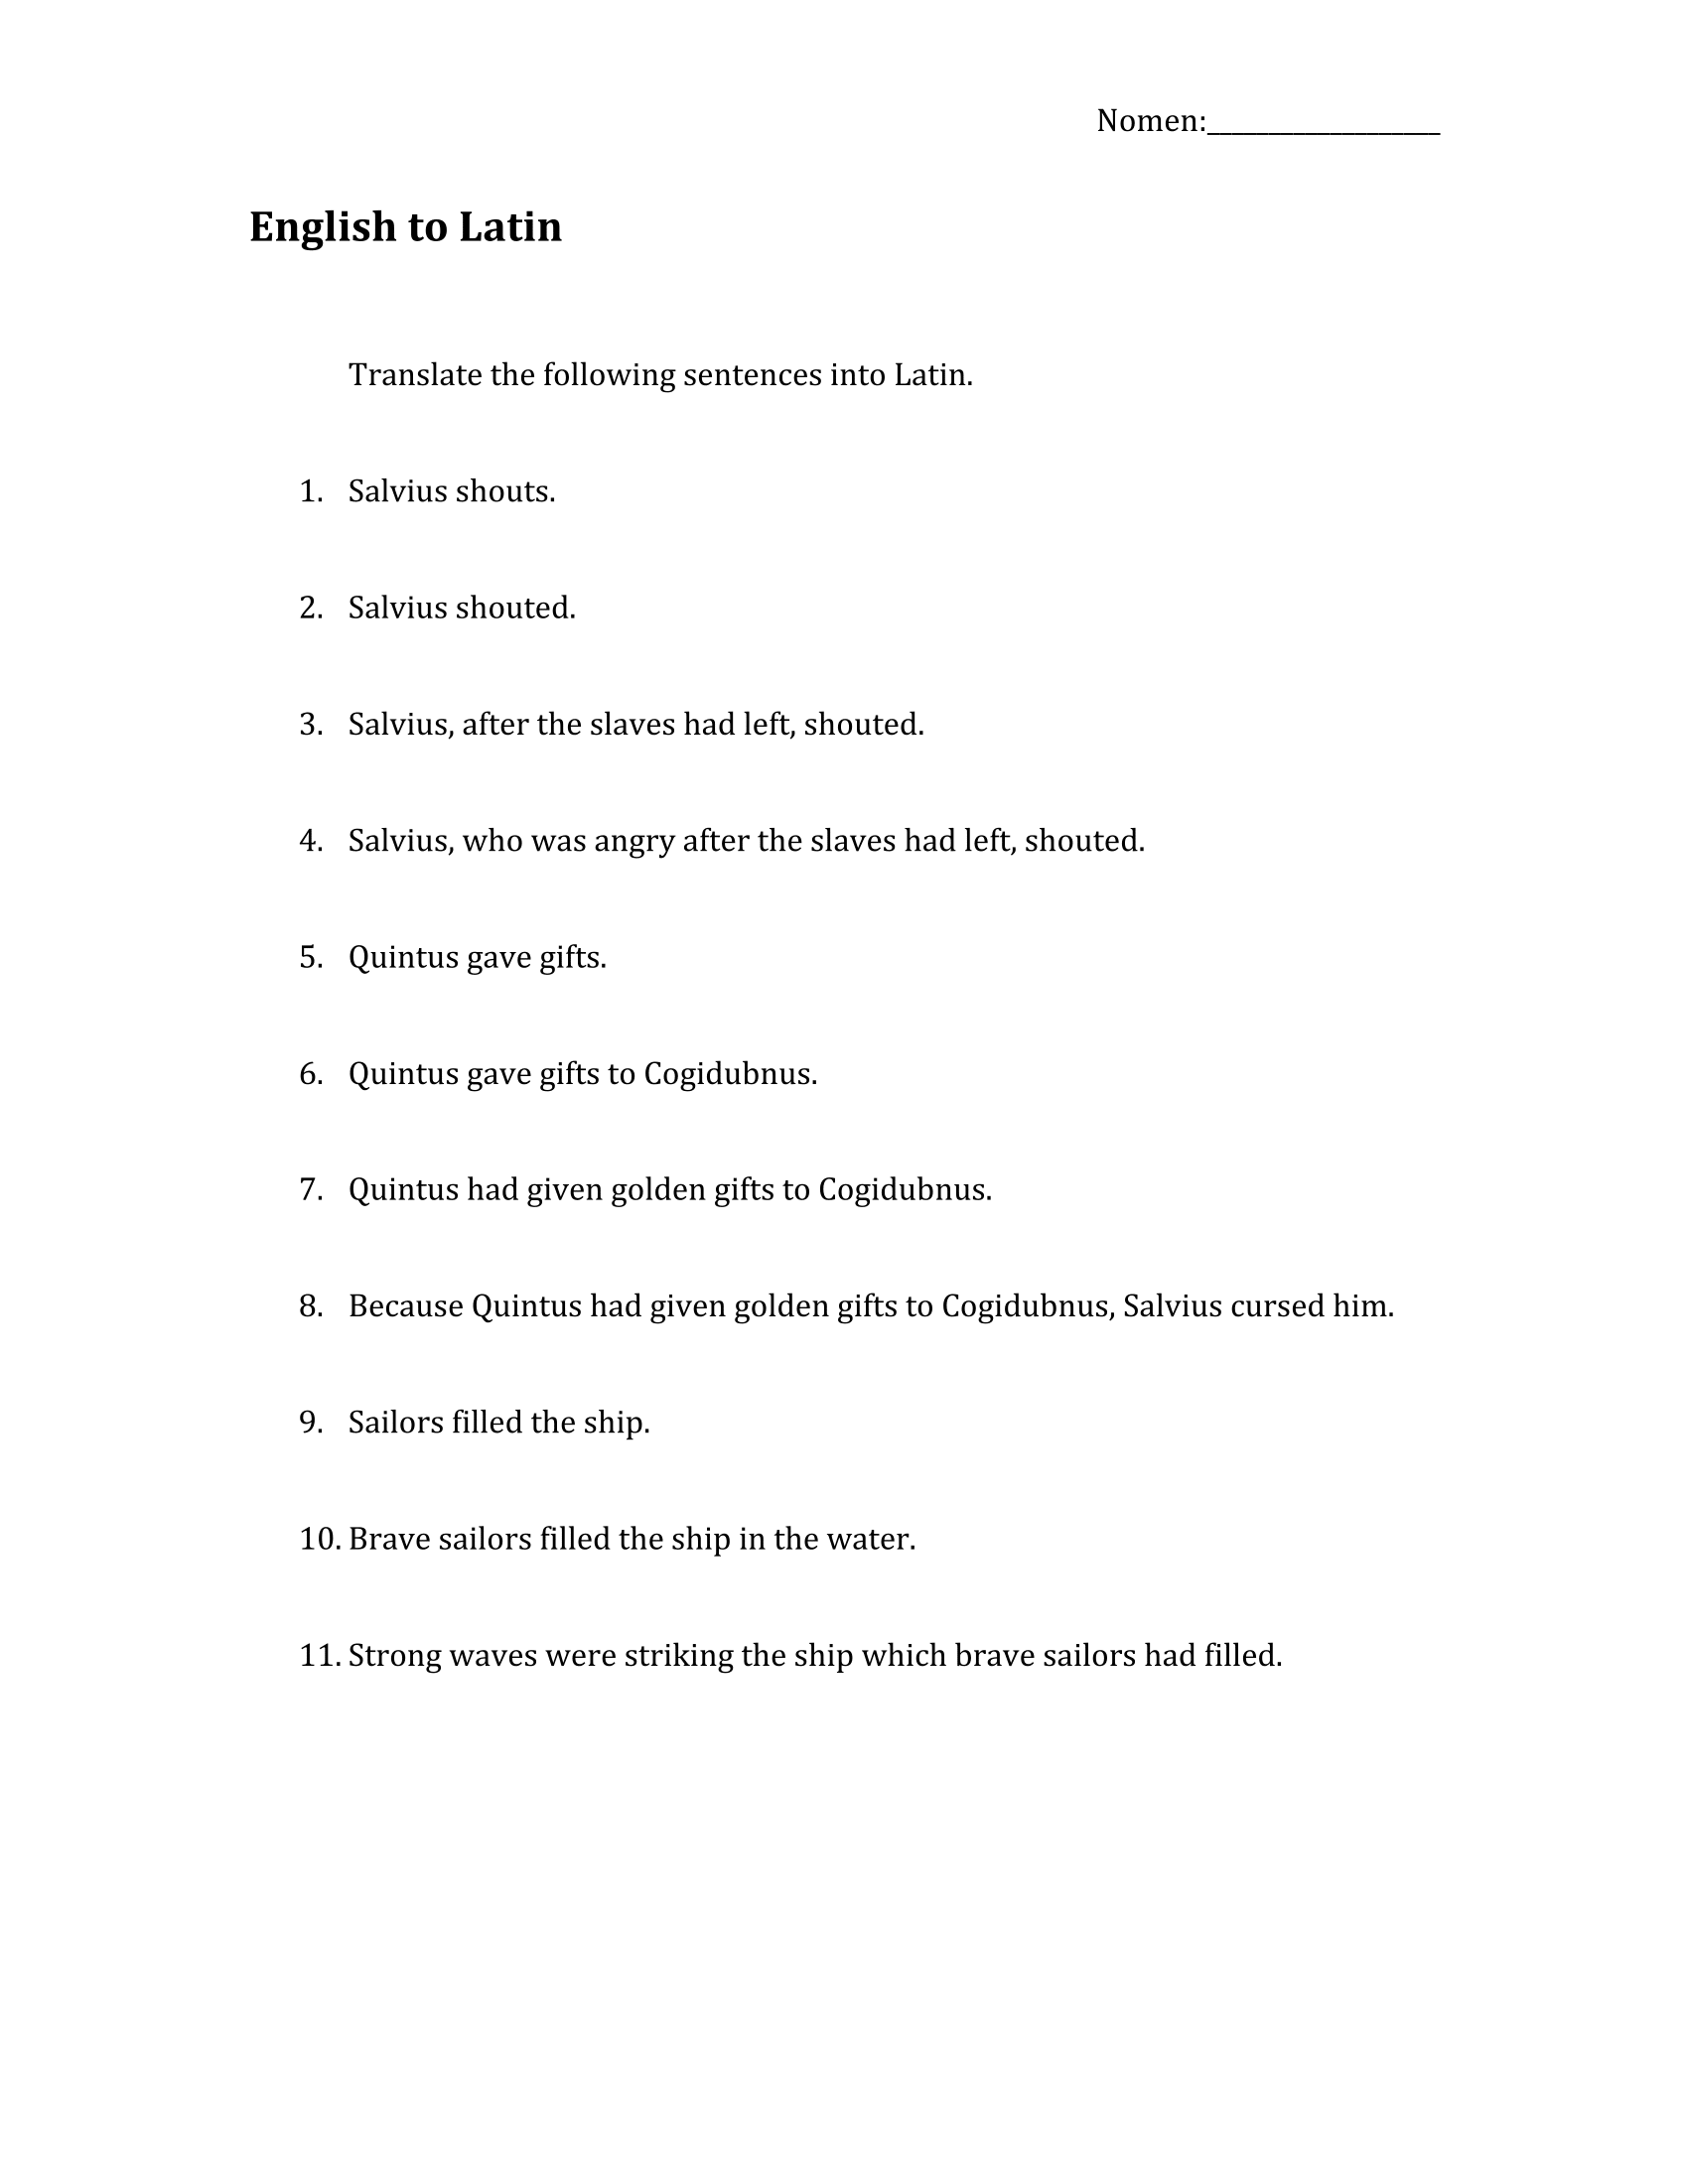 Nomen:___________________
English to Latin
Translate the following sentences into Latin.
1. Salvius shouts.
2. Salvius shouted.
3. Salvius, after the slaves had left, shouted.
4. Salvius, who was angry after the slaves had left, shouted.
5. Quintus gave gifts.
6. Quintus gave gifts to Cogidubnus.
7. Quintus had given golden gifts to Cogidubnus.
8. Because Quintus had given golden gifts to Cogidubnus, Salvius cursed him.
9. Sailors filled the ship.
10. Brave sailors filled the ship in the water.
11. Strong waves were striking the ship which brave sailors had filled.